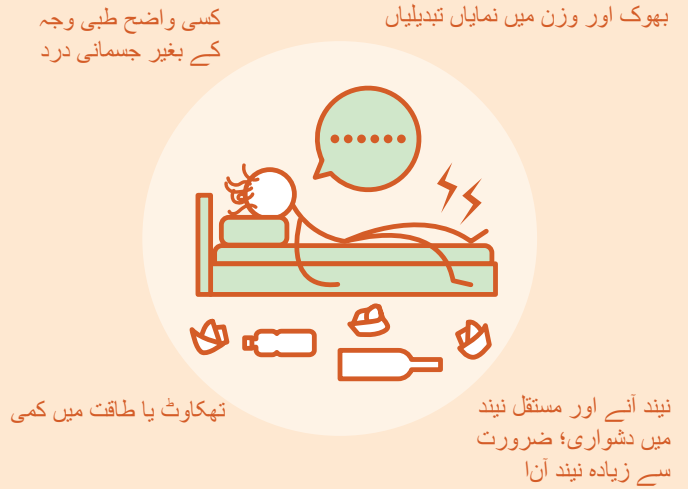 بھوک اور وزن میں نمایاں تبدیلیاں
کسی واضح طبی وجہ
کے بغیر جسمانی درد
نیند آنے اور مستقل نیند
میں دشواری؛ ضرورت
سے زیادہ نیند آنا
تھکاوٹ یا طاقت میں کمی